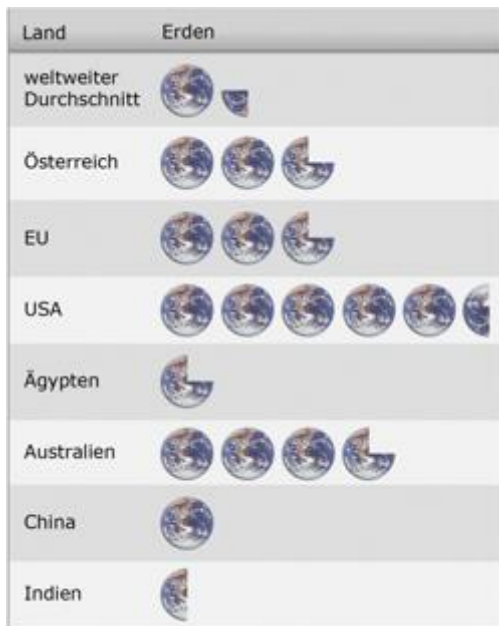 Land Erden
weltweiter
Durchschnitt
Österreich
EU
USA
Ägypten
Australien
China
Indien